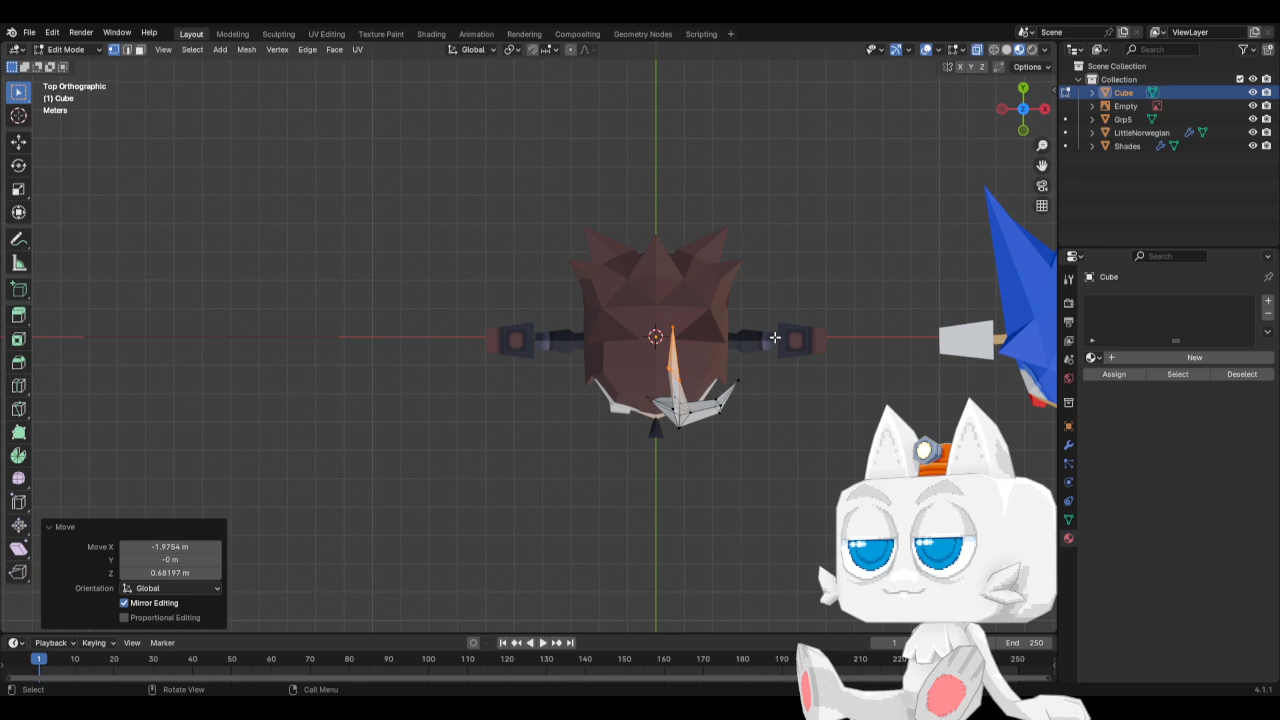 File Edit Render Window Help Layout Modeling Sculpting UV Editing Texture Paint Shading Animation Rendering Compositing Geometry Nodes Scripting + Scene ViewLayer
Edit Mode View Select Add Mesh Vertex Edge Face UV Global Search
X Y Z Options
Top Orthographic
(1) Cube
Meters
Scene Collection
Collection
Cube
Empty
Grp5
LittleNorwegian
Shades
Y
Z
X
Search
Cube
New
Assign Select Deselect
Move
Move X -1.9754 m
Y -0 m
Z 0.68197 m
Orientation Global
Mirror Editing
Proportional Editing
Playback Keying View Marker 1 End 250
1 10 20 30 40 50 60 70 80 90 100 110 120 130 140 150 160 170 180 190 210 250
Select Rotate View Call Menu 4.1.1